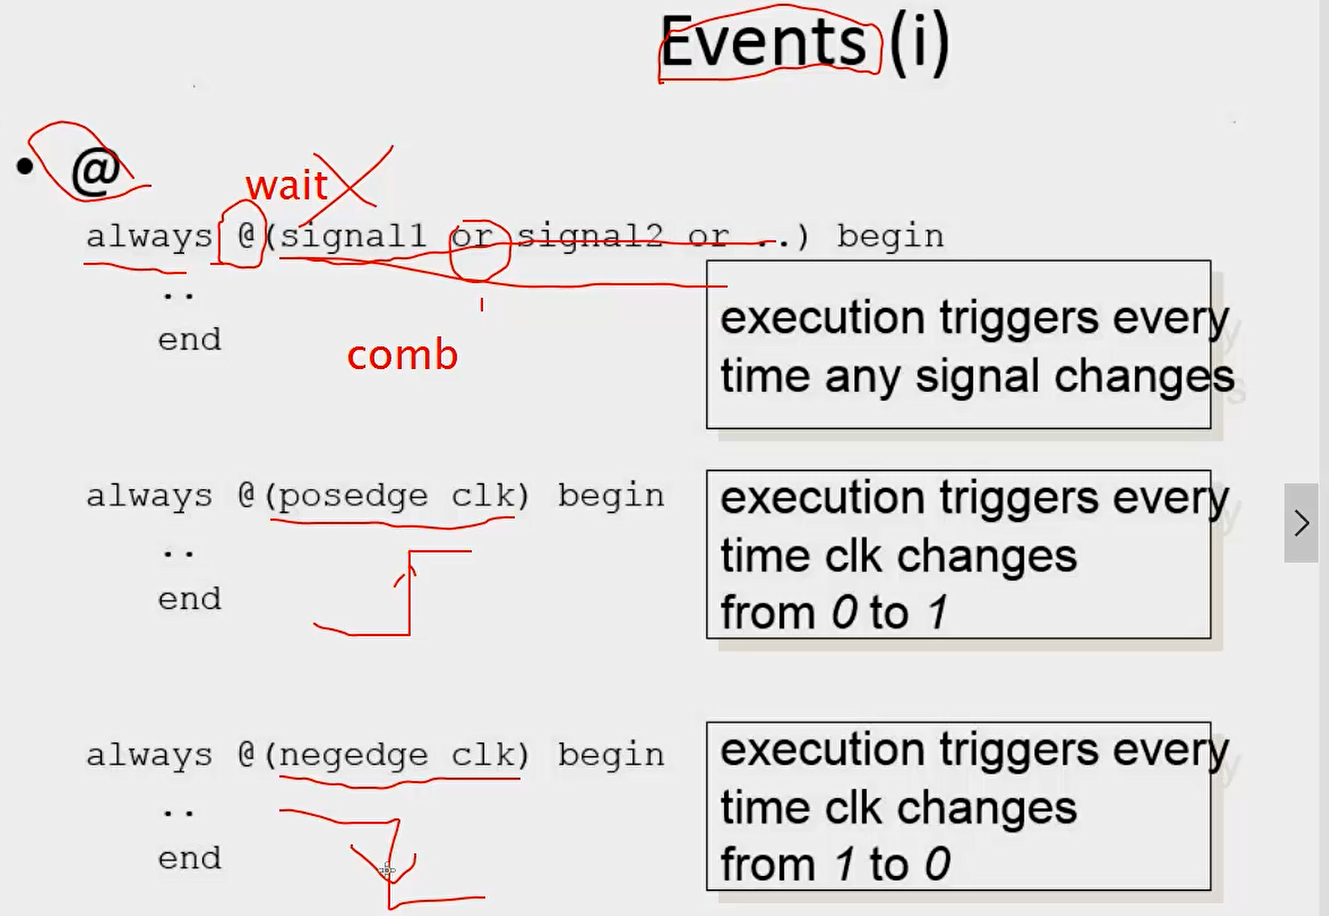 Events (i)
• @
wait
always @(signal1 or signal2 or ..) begin
..
end
comb
execution triggers every
time any signal changes
always @(posedge clk) begin
..
end
execution triggers every
time clk changes
from 0 to 1
always @(negedge clk) begin
..
end
execution triggers every
time clk changes
from 1 to 0